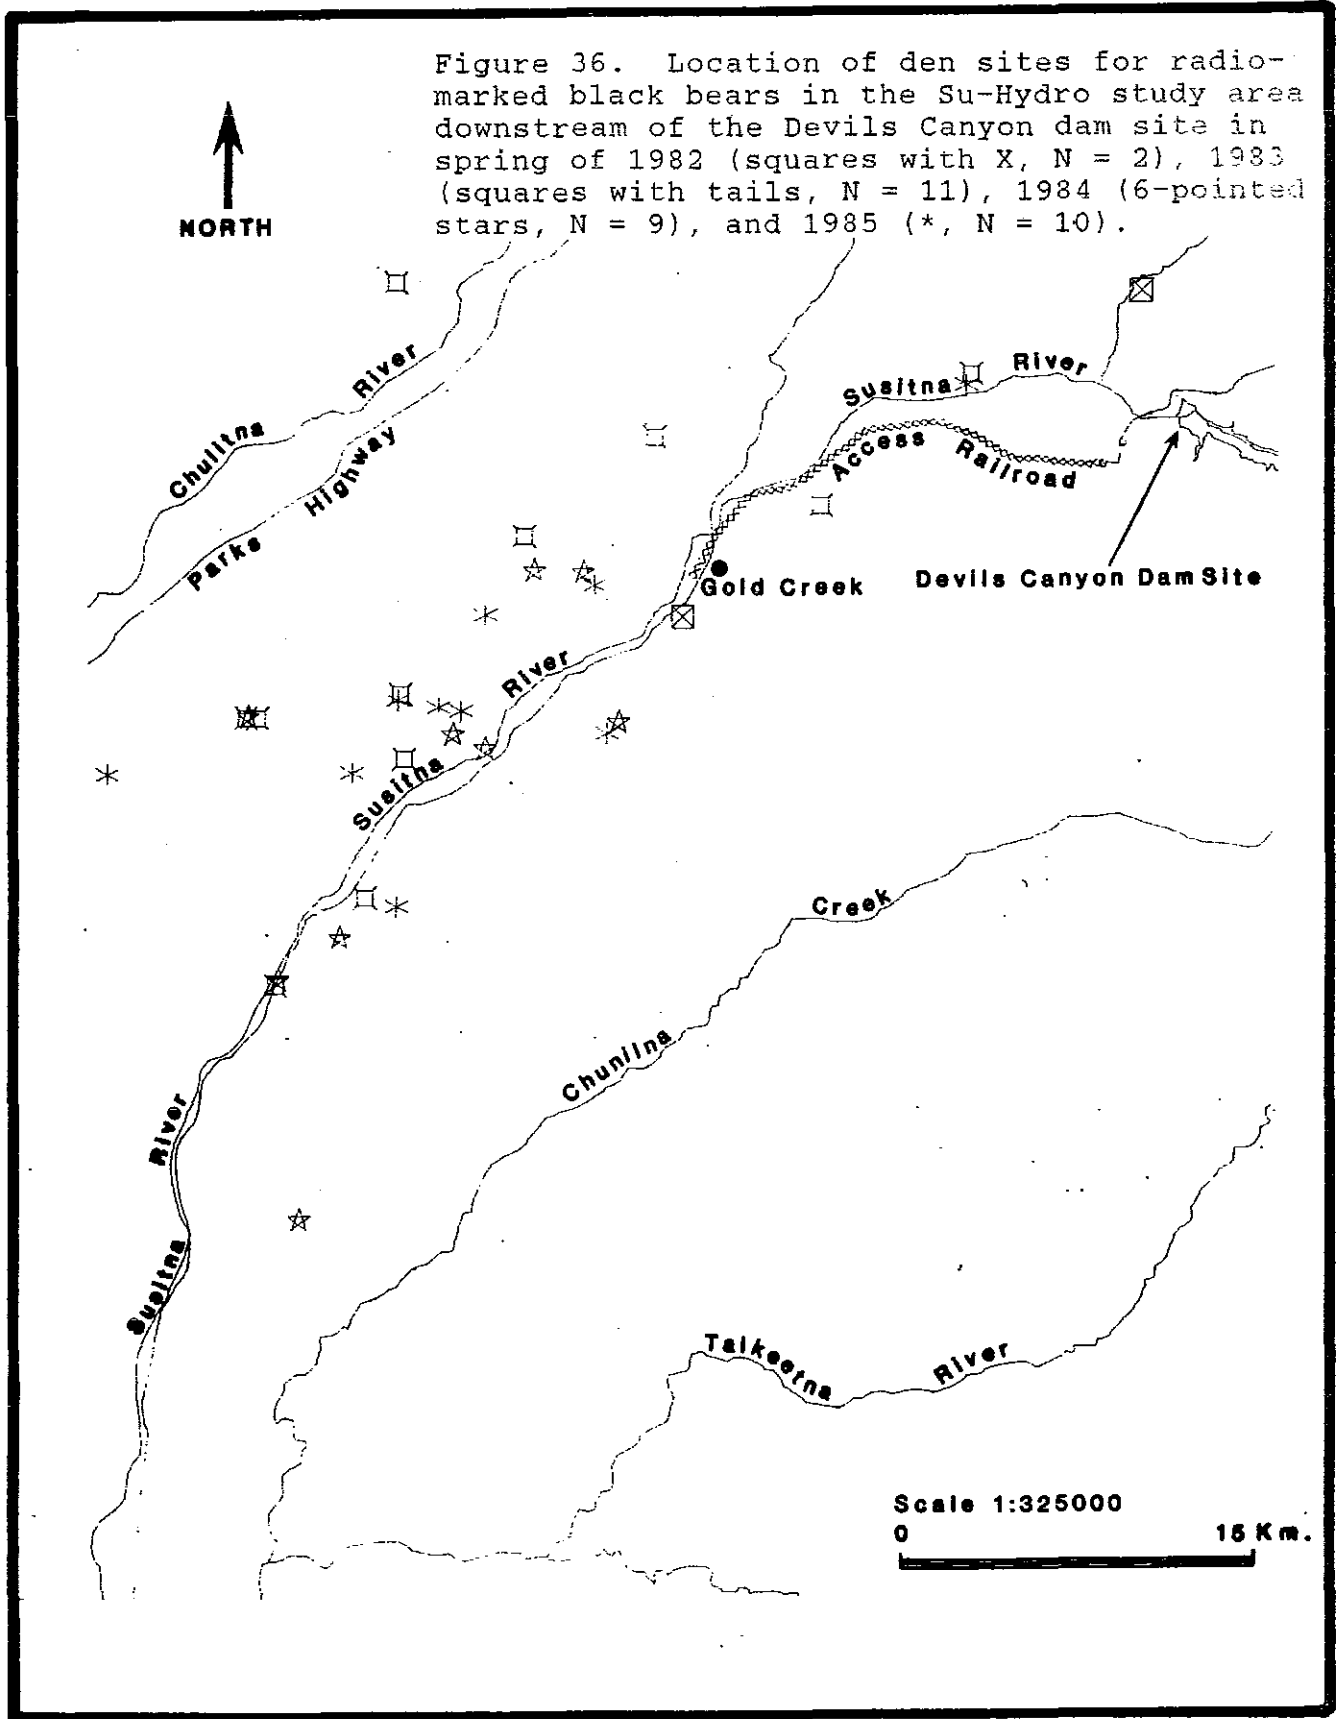 Figure 36. Location of den sites for radio-
marked black bears in the Su-Hydro study area
downstream of the Devils Canyon dam site in
spring of 1982 (squares with X, N = 2), 1983
(squares with tails, N = 11), 1984 (6-pointed
stars, N = 9), and 1985 (*, N = 10).
NORTH
Chulitna River
Parks Highway
Susitna River
Access Railroad
Gold Creek
Devils Canyon Dam Site
Susitna River
Chunilna Creek
Susitna River
Talkeetna River
Scale 1:325000
0 15 Km.